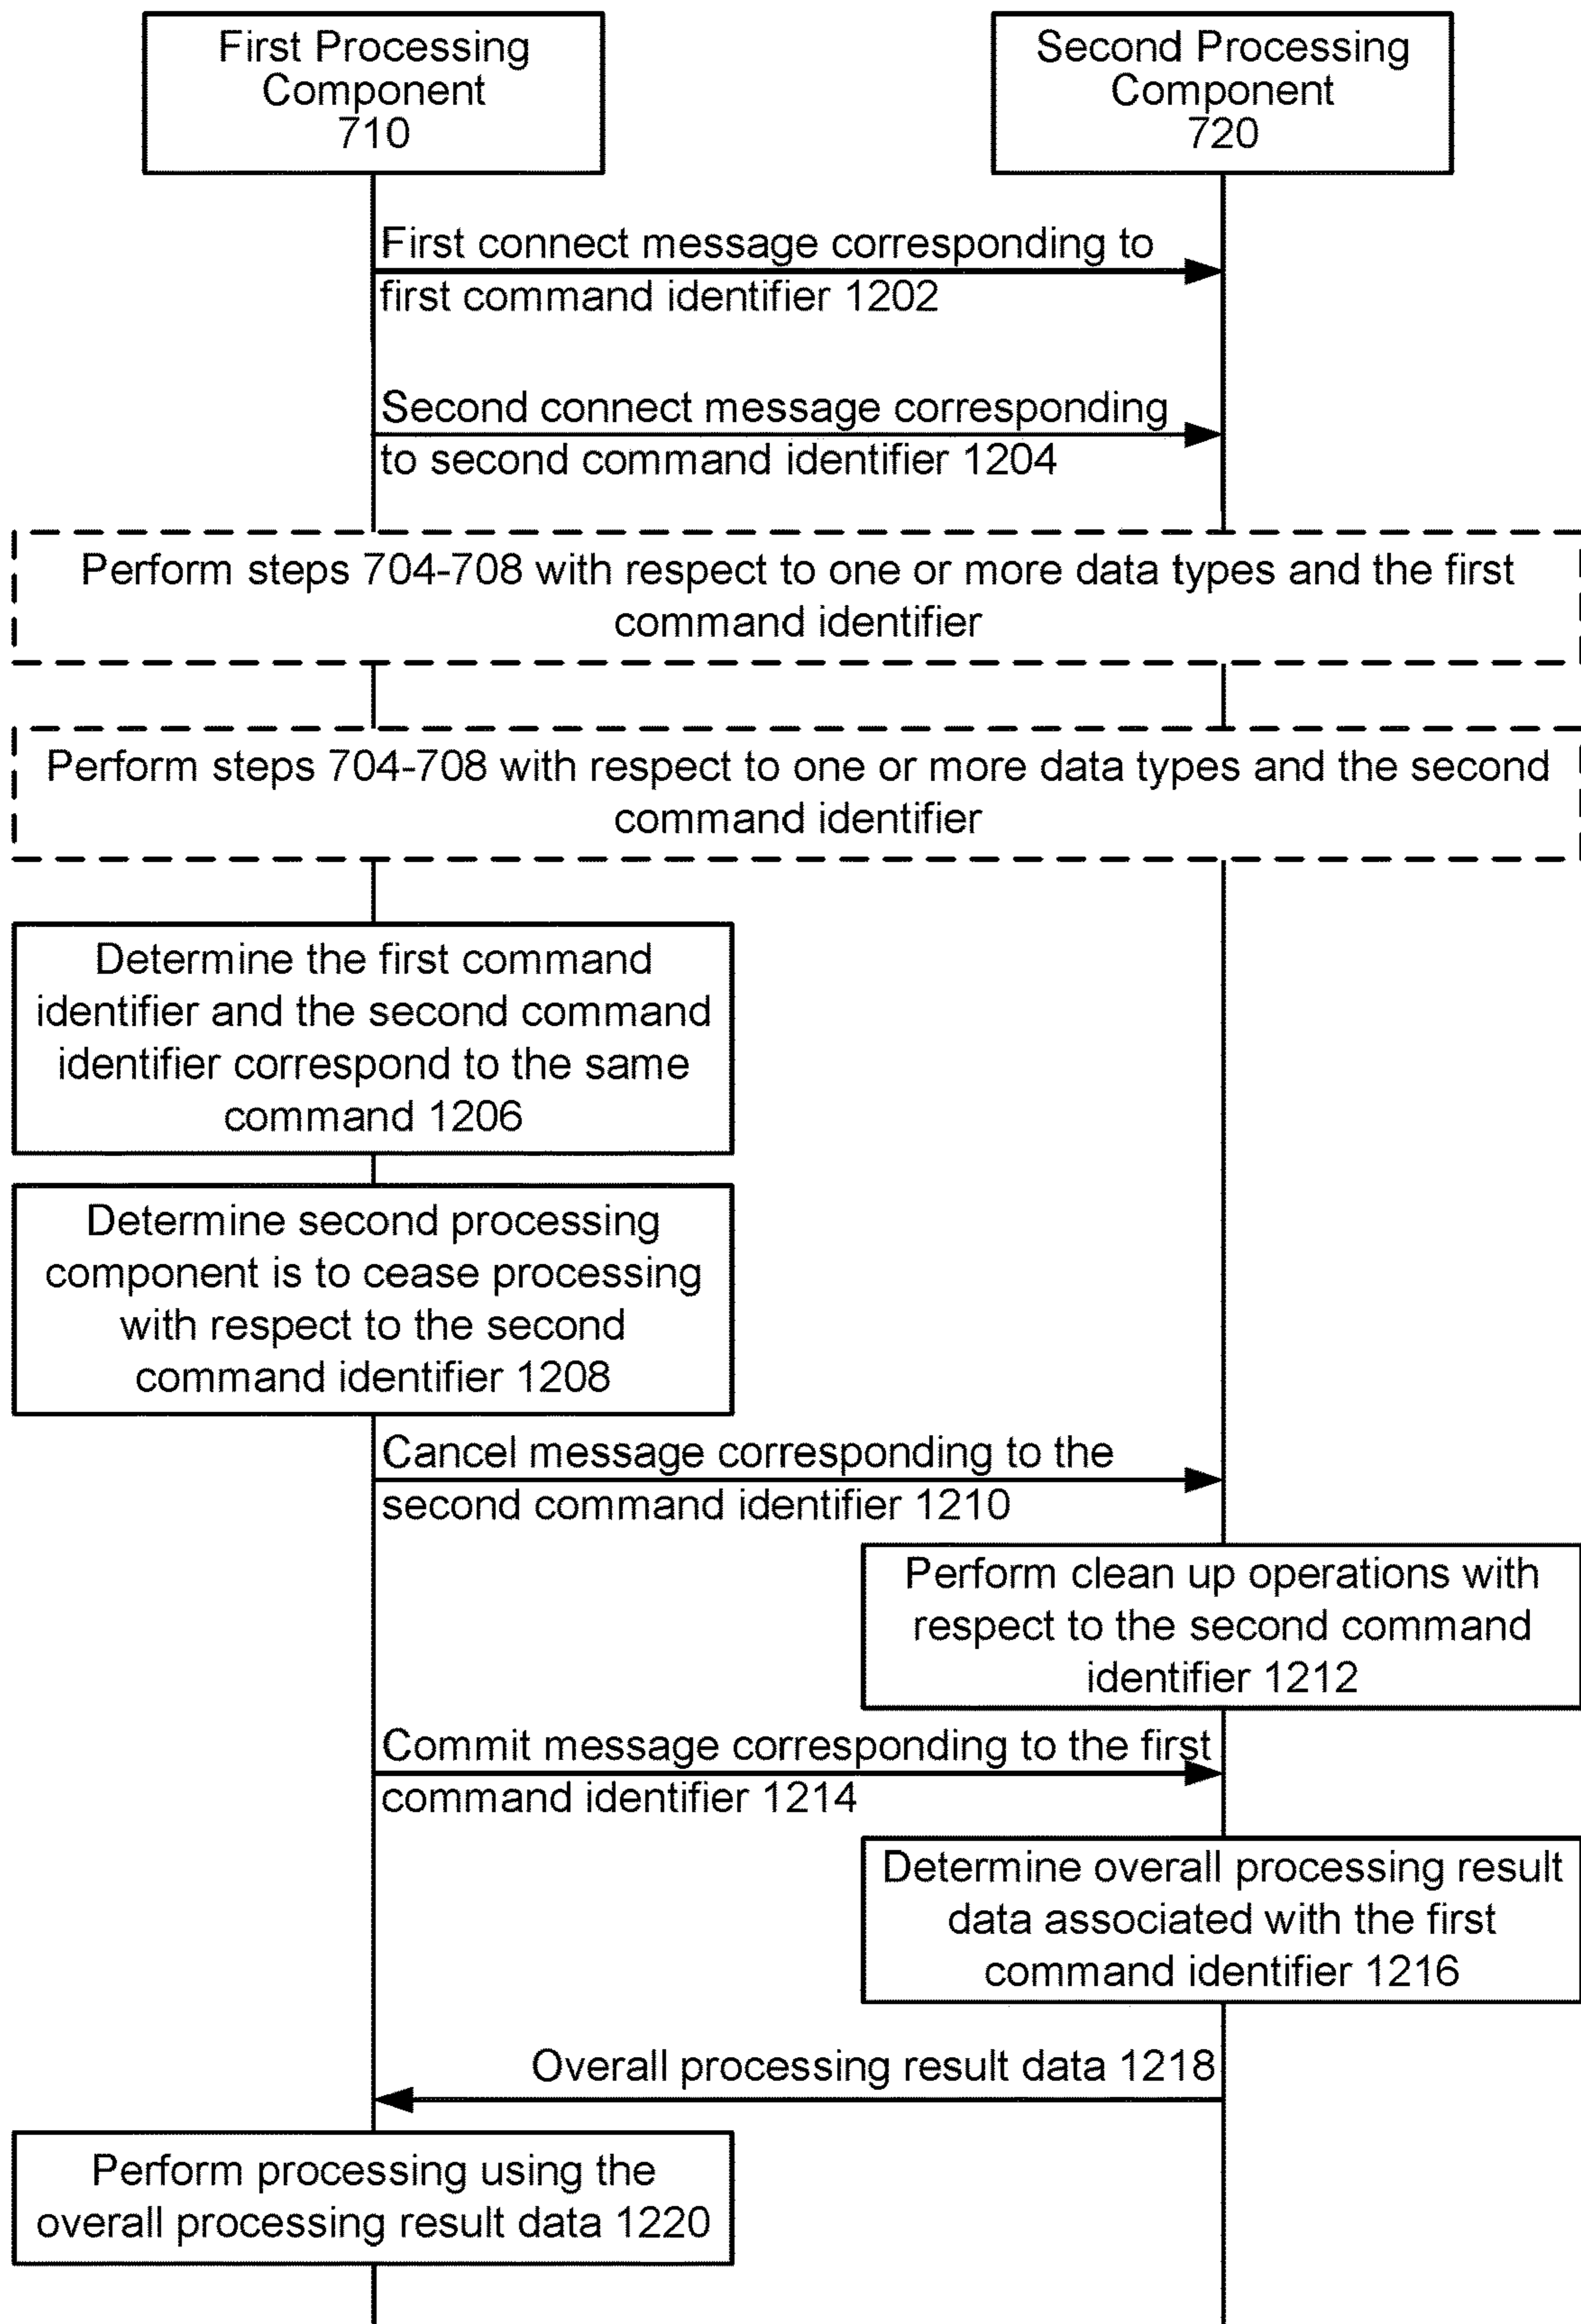 First Processing
Component
710
Second Processing
Component
720
First connect message corresponding to
first command identifier 1202
Second connect message corresponding
to second command identifier 1204
Perform steps 704-708 with respect to one or more data types and the first
command identifier
Perform steps 704-708 with respect to one or more data types and the second
command identifier
Determine the first command
identifier and the second command
identifier correspond to the same
command 1206
Determine second processing
component is to cease processing
with respect to the second
command identifier 1208
Cancel message corresponding to the
second command identifier 1210
Perform clean up operations with
respect to the second command
identifier 1212
Commit message corresponding to the first
command identifier 1214
Determine overall processing result
data associated with the first
command identifier 1216
Overall processing result data 1218
Perform processing using the
overall processing result data 1220